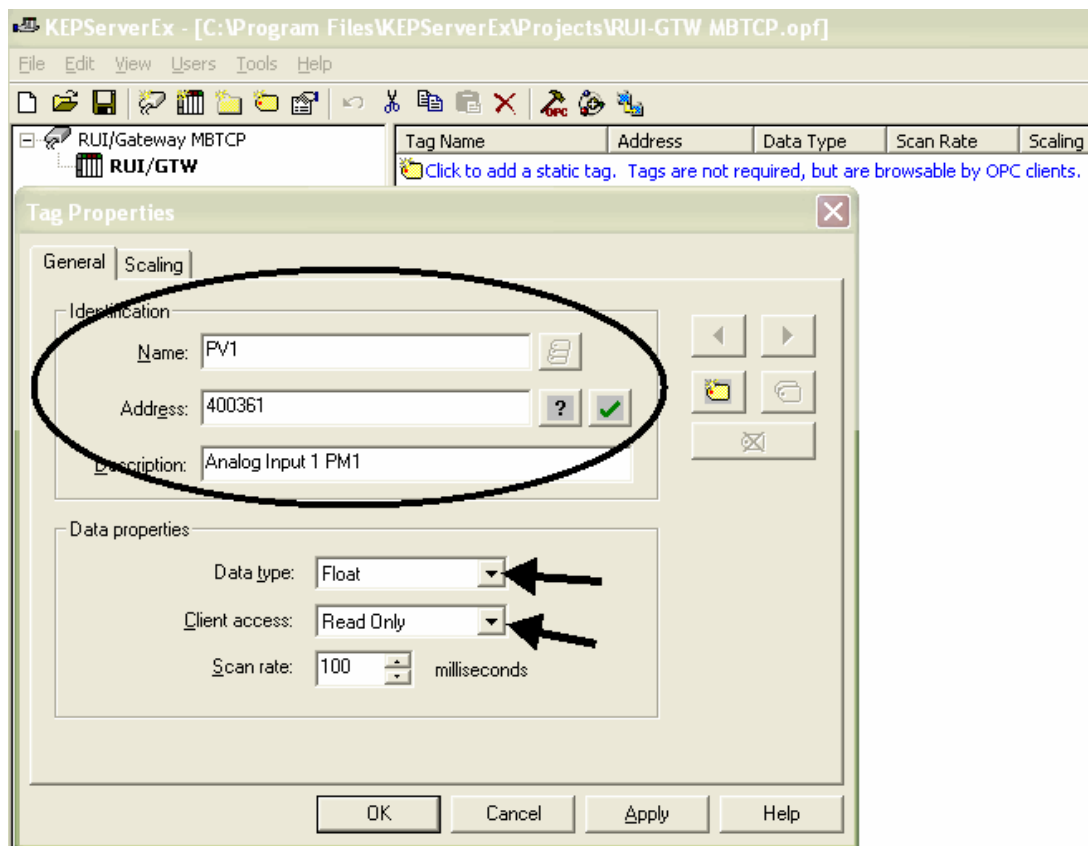 KEPServerEx - [C:\Program Files\KEPServerEx\Projects\RUI-GTW MBTCP.opf]
File Edit View Users Tools Help
OPC
RUI/Gateway MBTCP
RUI/GTW
Tag Name Address Data Type Scan Rate Scaling
Click to add a static tag. Tags are not required, but are browsable by OPC clients.
Tag Properties
General Scaling
Identification
Name: PV1
Address: 400361 ?
Description: Analog Input 1 PM1
Data properties
Data type: Float
Client access: Read Only
Scan rate: 100 milliseconds
OK Cancel Apply Help